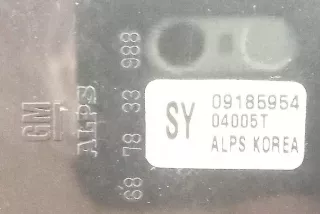 GM
ALPS
68 78 33 988
SY
09185954
04005T
ALPS KOREA